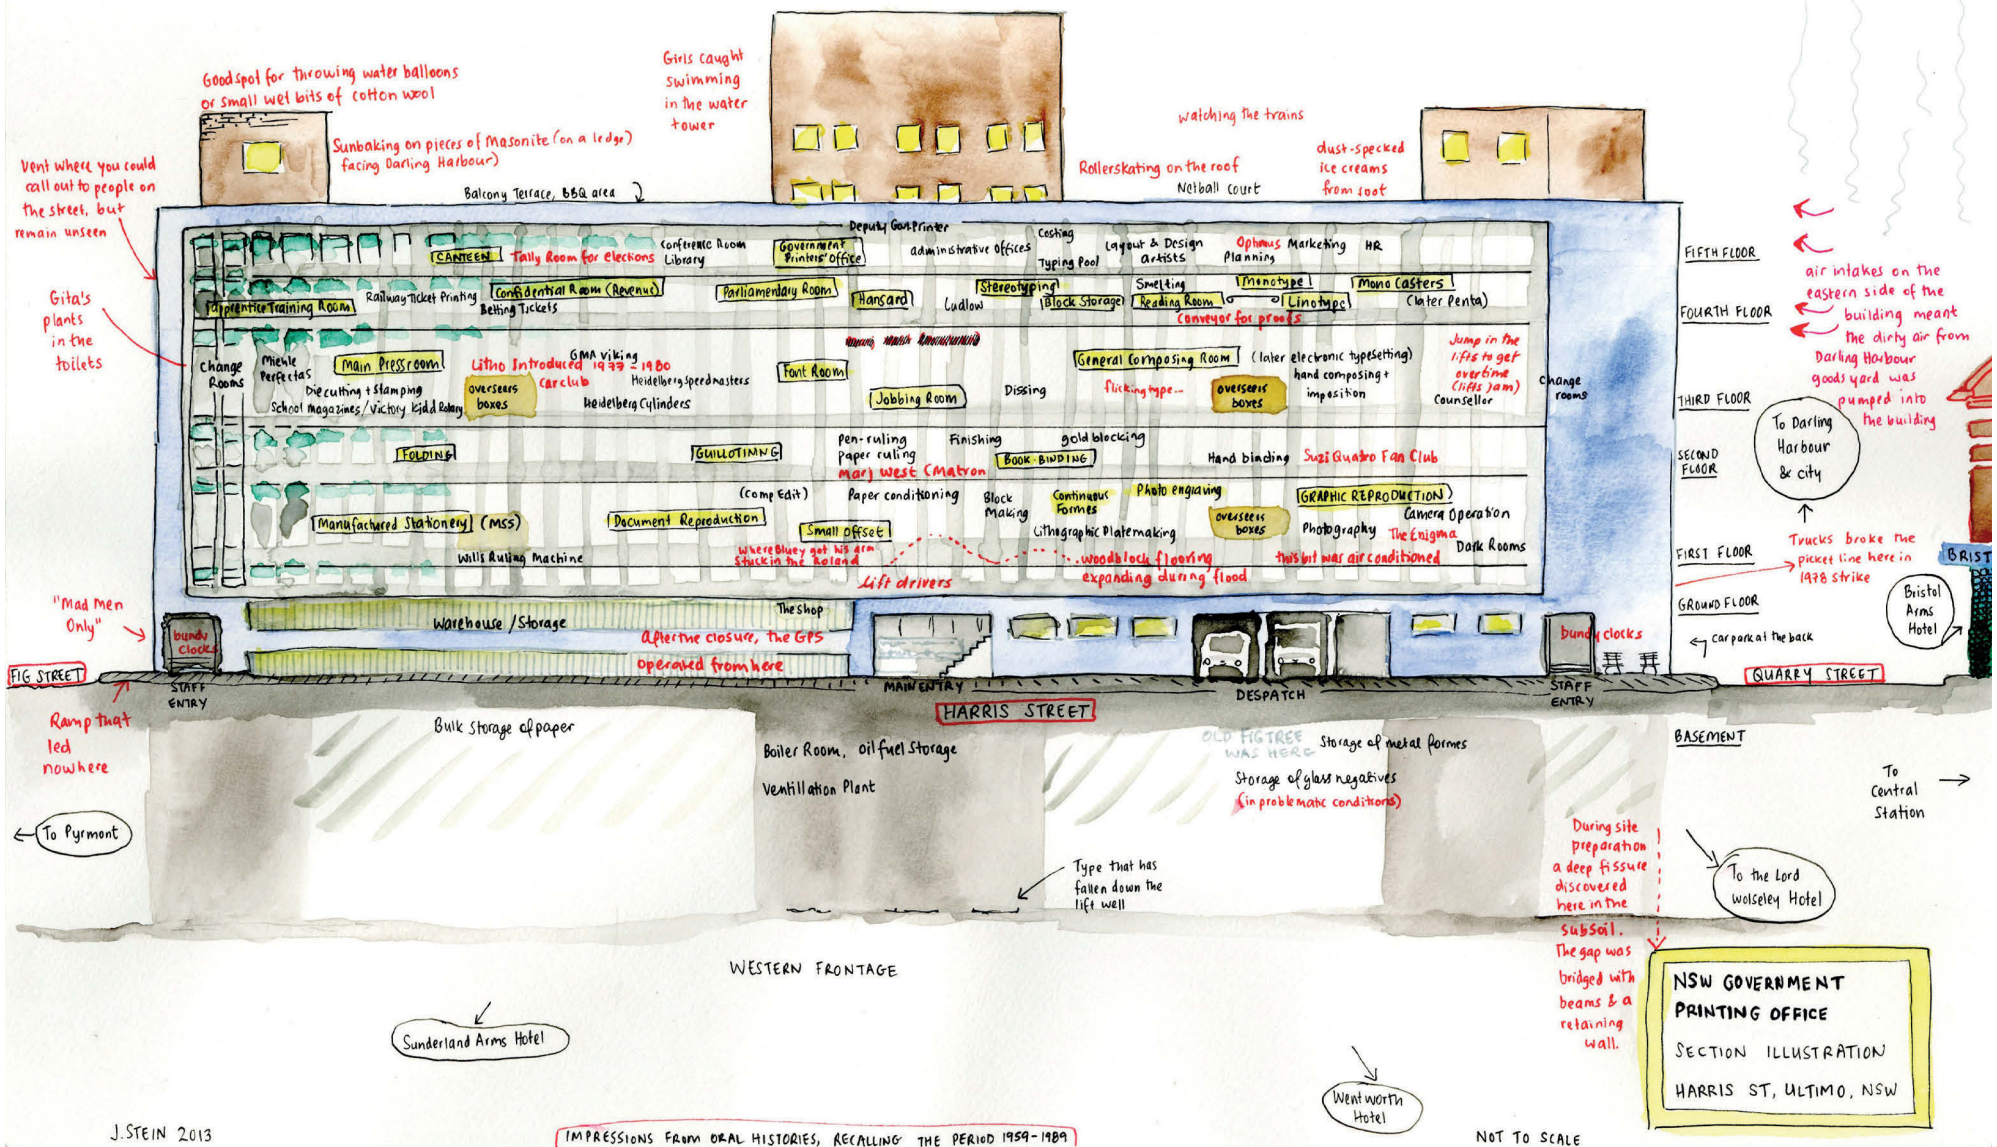 Good spot for throwing water balloons
or small wet bits of cotton wool
Girls caught
swimming
in the water
tower
Sunbaking on pieces of Masonite (on a ledge)
facing Darling Harbour)
watching the trains
Rollerskating on the roof
Netball court
dust-specked
ice creams
from soot
Balcony Terrace, BBQ area
Vent where you could
call out to people on
the street, but
remain unseen
Gita's
plants
in the
toilets
Deputy Gov. Printer
CANTEEN
Tally Room for elections
Conference Room
Library
Government
Printers' Office
administrative Offices
Costing
Typing Pool
Layout & Design
artists
Optimus
Marketing
HR
Planning
FIFTH FLOOR
Apprentice Training Room
Railway Ticket Printing
Confidential Room (Revenue)
Betting Tickets
Parliamentary Room
Hansard
Ludlow
Stereotyping
Block Storage
Smelting
Reading Room
Monotype
Linotype
Mono Casters
(later Penta)
conveyor for proofs
FOURTH FLOOR
air intakes on the
eastern side of the
building meant
the dirty air from
Darling Harbour
goods yard was
pumped into
the building
Change
Rooms
Miehle
Perfectas
Main Pressroom
Diecutting + Stamping
School magazines / Victory Kidd Rotary
Litho Introduced 1977 - 1980
GMA Viking
car club
overseers
boxes
Heidelberg Speedmasters
Heidelberg Cylinders
Font Room
Jobbing Room
Dissing
General Composing Room
(later electronic typesetting)
flicking type...
overseers
boxes
hand composing +
imposition
Jump in the
lifts to get
overtime
(lifts jam)
Counsellor
Change
rooms
THIRD FLOOR
To Darling
Harbour
& city
FOLDING
GUILLOTINING
pen-ruling
paper ruling
Marj West (Matron
Finishing
gold blocking
BOOK-BINDING
Hand binding
Suzi Quatro Fan Club
SECOND
FLOOR
Manufactured Stationery (MSS)
Wills Ruling Machine
(Comp Edit)
Document Reproduction
Paper conditioning
Small offset
where Bluey got his arm
stuck in the Roland
Lift drivers
Block
Making
Continuous
Formes
Photo engraving
Lithographic Platemaking
woodblock flooring
expanding during flood
overseers
boxes
GRAPHIC REPRODUCTION
Camera Operation
Photography
The Enigma
Dark Rooms
this bit was air conditioned
FIRST FLOOR
Trucks broke the
picket line here in
1978 strike
BRIST
Bristol
Arms
Hotel
"Mad Men
Only"
bundy
clocks
Warehouse / Storage
The shop
After the closure, the GPS
operated from here
bundy clocks
GROUND FLOOR
car park at the back
FIG STREET
STAFF
ENTRY
MAIN ENTRY
HARRIS STREET
DESPATCH
STAFF
ENTRY
QUARRY STREET
Ramp that
led
nowhere
Bulk storage of paper
Boiler Room, oil fuel Storage
Ventillation Plant
OLD FIGTREE
WAS HERE
Storage of metal formes
Storage of glass negatives
(in problematic conditions)
BASEMENT
To
Central
Station
To Pyrmont
Type that has
fallen down the
lift well
During site
preparation
a deep fissure
discovered
here in the
subsoil.
The gap was
bridged with
beams & a
retaining
wall.
To the Lord
Wolseley Hotel
WESTERN FRONTAGE
Sunderland Arms Hotel
Wentworth
Hotel
NSW GOVERNMENT
PRINTING OFFICE
SECTION ILLUSTRATION
HARRIS ST, ULTIMO, NSW
J. STEIN 2013
IMPRESSIONS FROM ORAL HISTORIES, RECALLING THE PERIOD 1959-1989
NOT TO SCALE